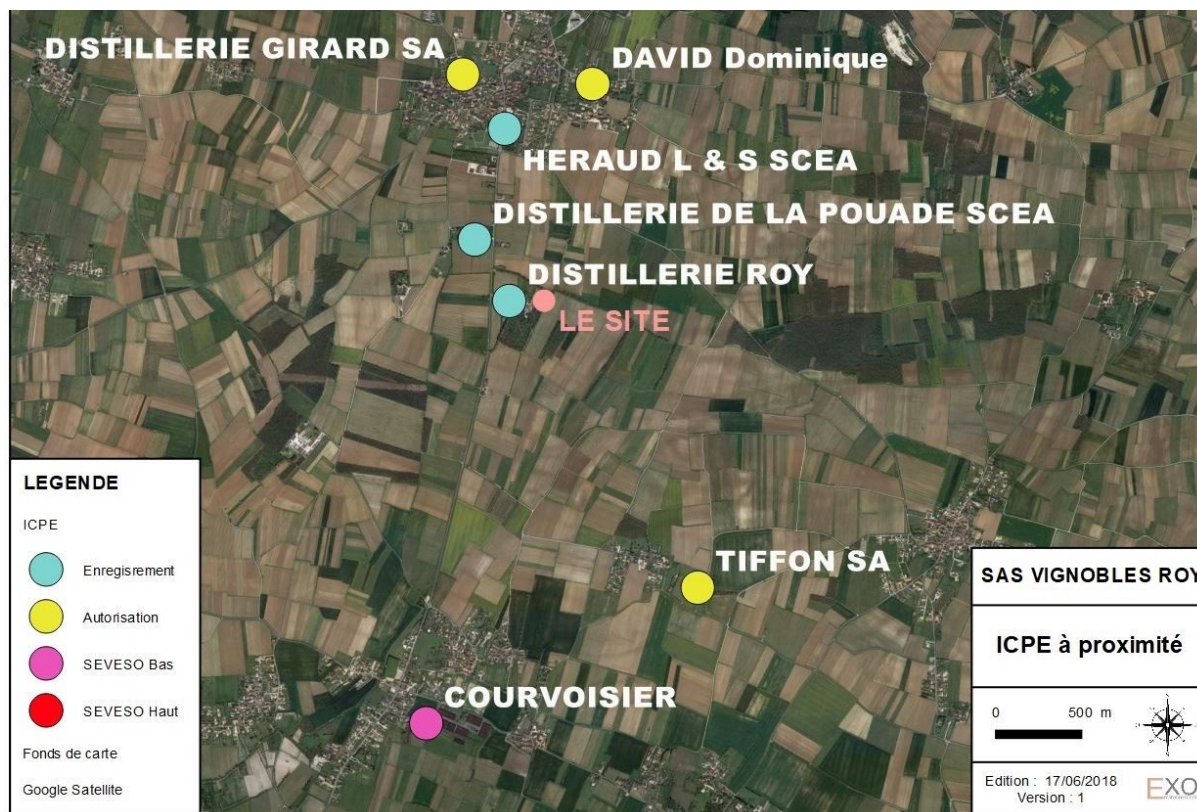 DISTILLERIE GIRARD SA
DAVID Dominique
HERAUD L & S SCEA
DISTILLERIE DE LA POUADE SCEA
DISTILLERIE ROY
LE SITE
TIFFON SA
COURVOISIER
LEGENDE
ICPE
Enregisrement
Autorisation
SEVESO Bas
SEVESO Haut
Fonds de carte
Google Satellite
SAS VIGNOBLES ROY
ICPE à proximité
0 500 m
Edition : 17/06/2018
Version : 1
EXO